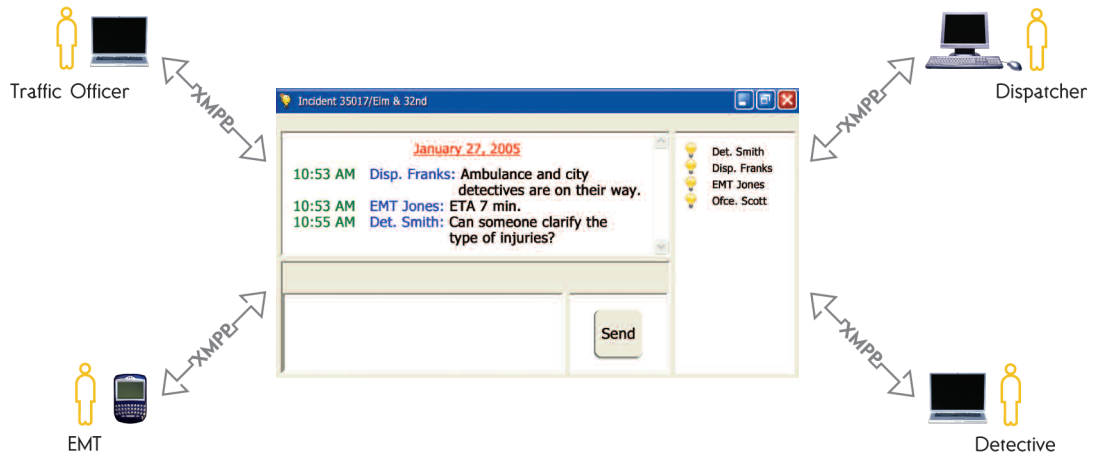 Traffic Officer
XMPP
Dispatcher
XMPP
Incident 35017/Elm & 32nd
January 27, 2005
10:53 AM Disp. Franks: Ambulance and city
detectives are on their way.
10:53 AM EMT Jones: ETA 7 min.
10:55 AM Det. Smith: Can someone clarify the
type of injuries?
Det. Smith
Disp. Franks
EMT Jones
Ofce. Scott
Send
XMPP
EMT
XMPP
Detective